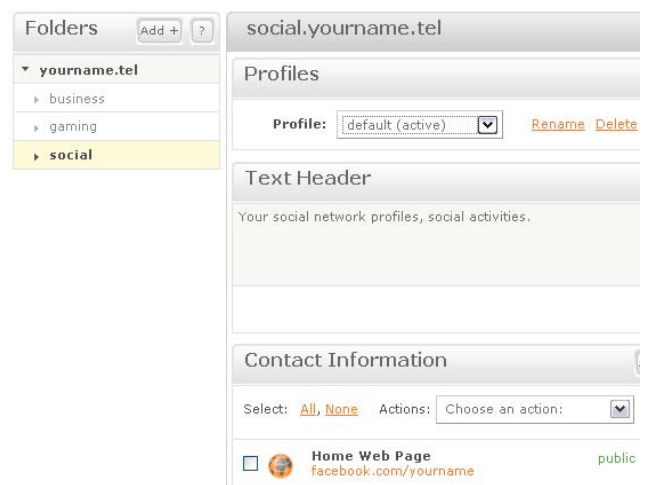 Folders Add + ?
yourname.tel
business
gaming
social
social.yourname.tel
Profiles
Profile: default (active) Rename Delete
Text Header
Your social network profiles, social activities.
Contact Information
Select: All, None Actions: Choose an action:
Home Web Page public
facebook.com/yourname